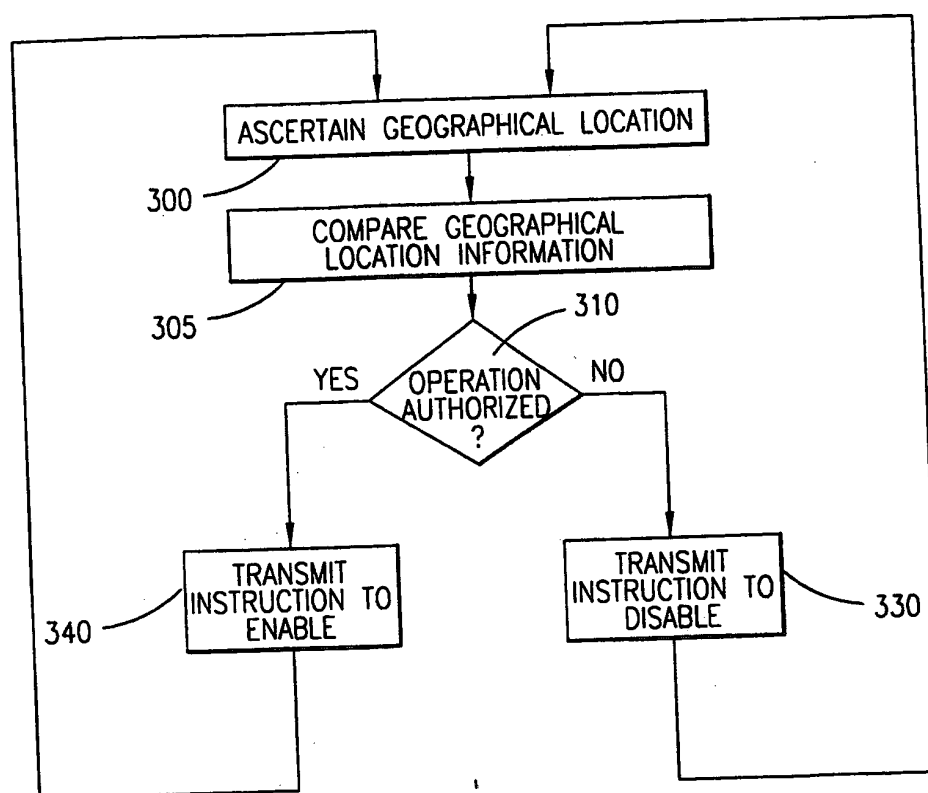 ASCERTAIN GEOGRAPHICAL LOCATION
300
COMPARE GEOGRAPHICAL
LOCATION INFORMATION
305
310
YES
OPERATION
AUTHORIZED
?
NO
TRANSMIT
INSTRUCTION TO
ENABLE
340
TRANSMIT
INSTRUCTION TO
DISABLE
330